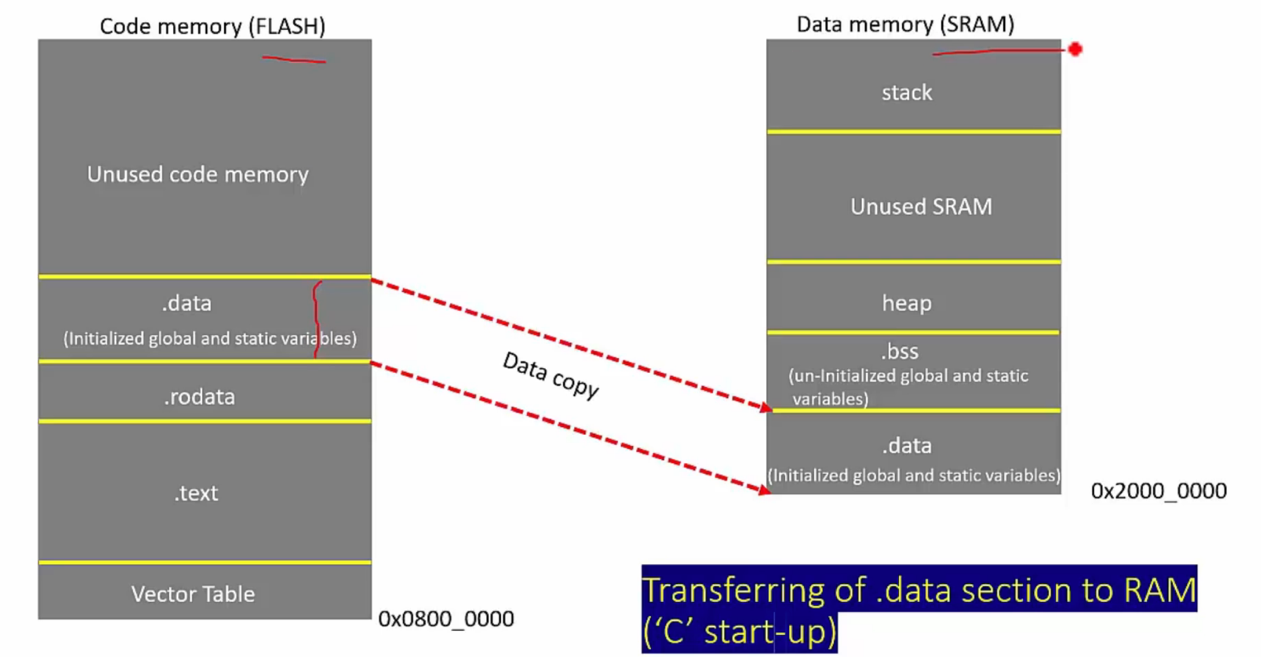 Code memory (FLASH)
Unused code memory
.data
(Initialized global and static variables)
.rodata
.text
Vector Table
0x0800_0000
Data copy
Data memory (SRAM)
stack
Unused SRAM
heap
.bss
(un-Initialized global and static
variables)
.data
(Initialized global and static variables)
0x2000_0000
Transferring of .data section to RAM
(‘C’ start-up)